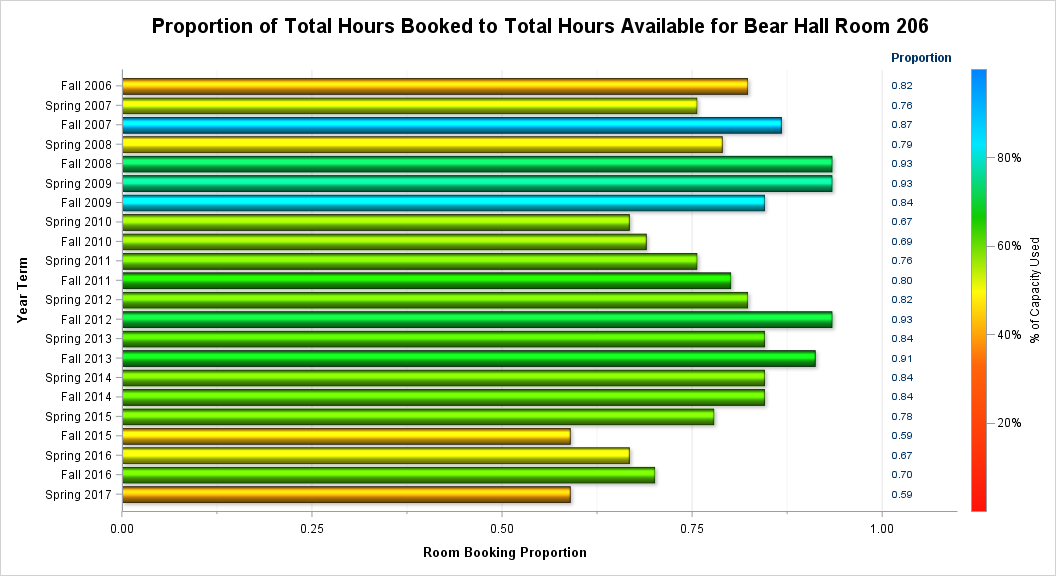 Proportion of Total Hours Booked to Total Hours Available for Bear Hall Room 206
Proportion
Fall 2006 0.82
Spring 2007 0.76
Fall 2007 0.87
Spring 2008 0.79
Fall 2008 0.93
Spring 2009 0.93
Fall 2009 0.84
Spring 2010 0.67
Fall 2010 0.69
Spring 2011 0.76
Fall 2011 0.80
Spring 2012 0.82
Fall 2012 0.93
Spring 2013 0.84
Fall 2013 0.91
Spring 2014 0.84
Fall 2014 0.84
Spring 2015 0.78
Fall 2015 0.59
Spring 2016 0.67
Fall 2016 0.70
Spring 2017 0.59
Year Term
0.00 0.25 0.50 0.75 1.00
Room Booking Proportion
80%
60%
40%
20%
% of Capacity Used